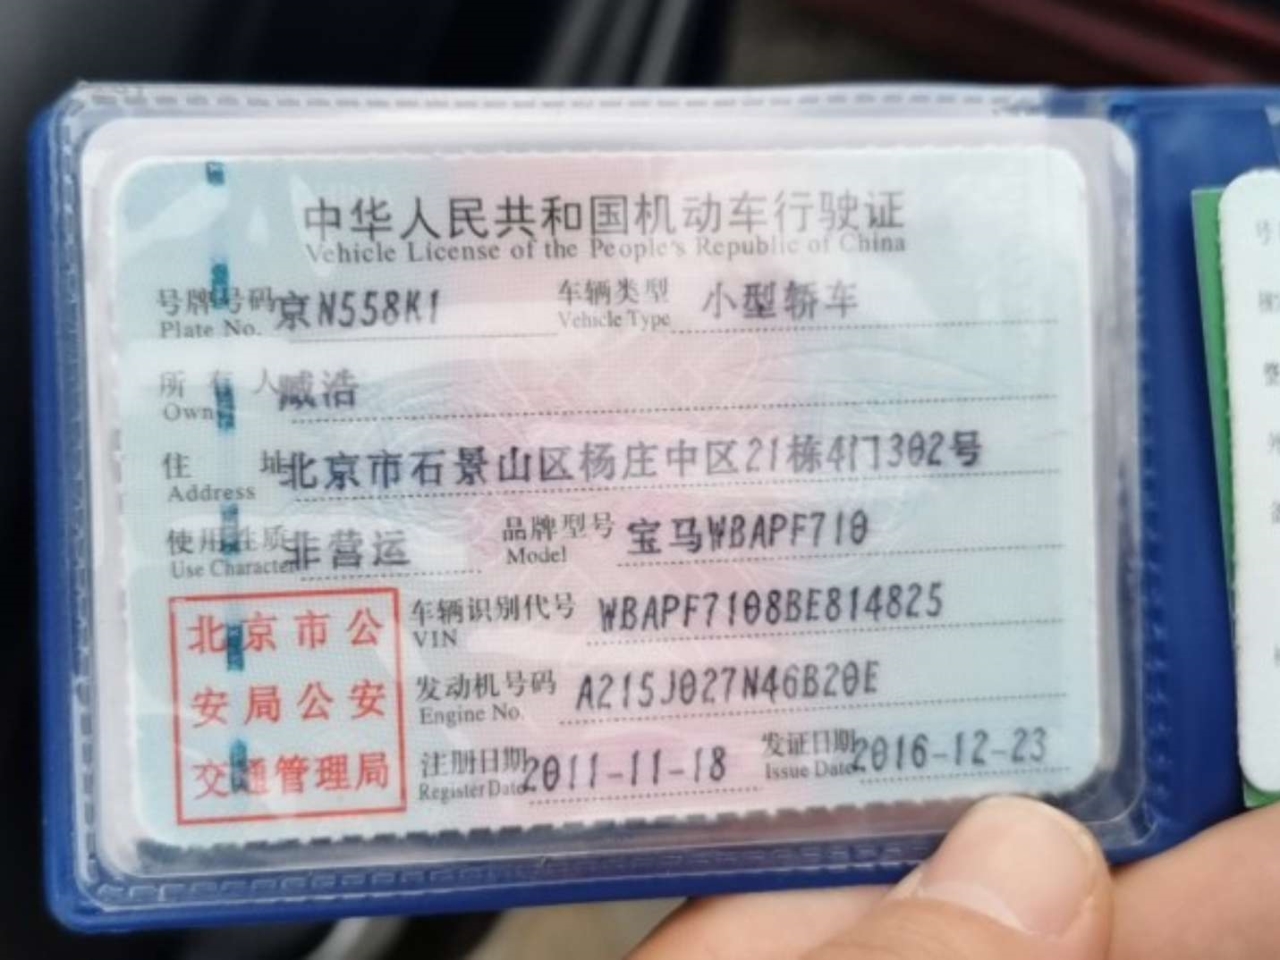 中华人民共和国机动车行驶证
Vehicle License of the People's Republic of China
号牌号码 京N558K1 车辆类型 小型轿车
Plate No. Vehicle Type
所有人 臧浩
Owner
住址 北京市石景山区杨庄中区21栋4门302号
Address
使用性质 非营运 品牌型号 宝马WBAPF710
Use Character Model
北京市公
安局公安
交通管理局
车辆识别代号 WBAPF7108BE814825
VIN
发动机号码 A215J027N46B20E
Engine No.
注册日期 2011-11-18 发证日期 2016-12-23
Register Date Issue Date